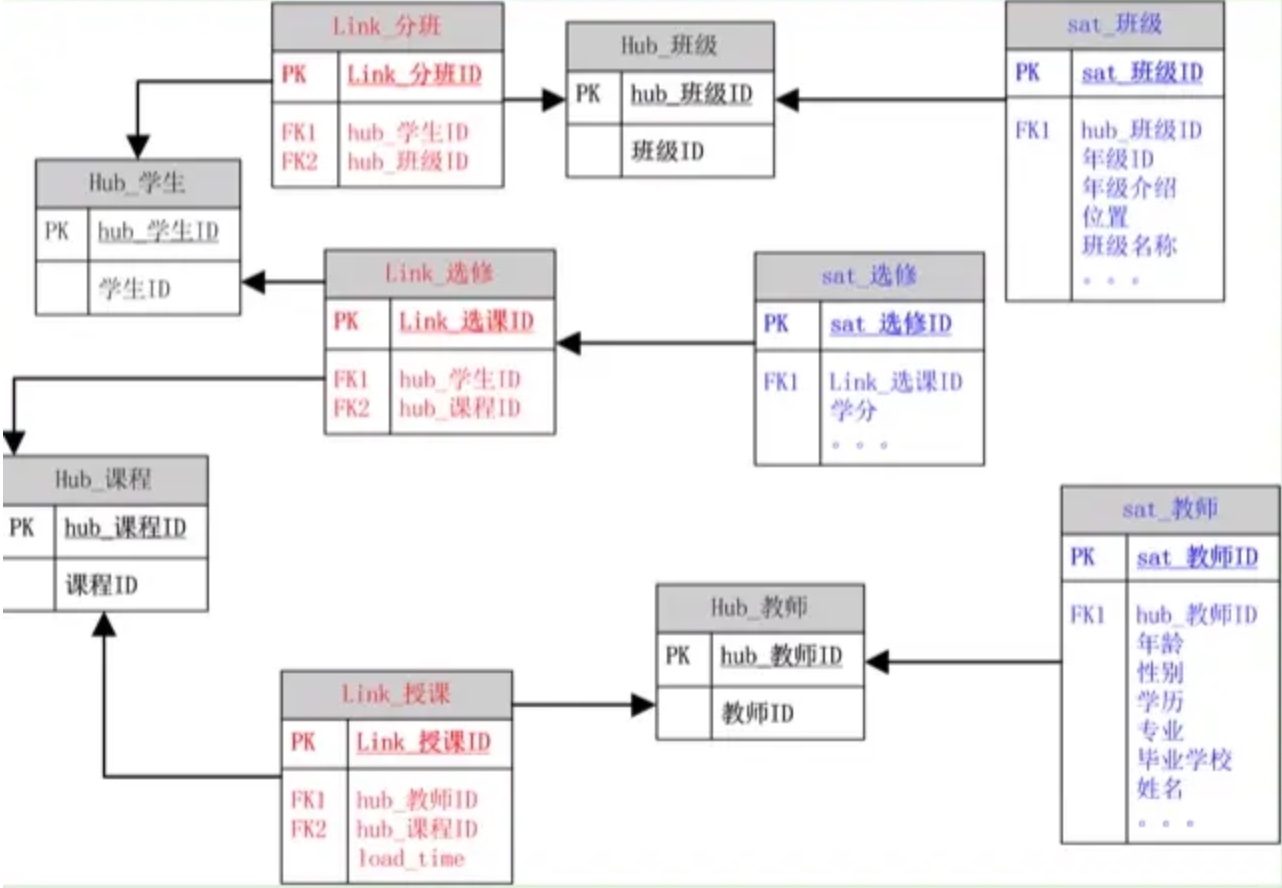 Link_分班
PK Link_分班ID
FK1 hub_学生ID
FK2 hub_班级ID
Hub_班级
PK hub_班级ID
班级ID
sat_班级
PK sat_班级ID
FK1 hub_班级ID
年级ID
年级介绍
位置
班级名称
。。。
Hub_学生
PK hub_学生ID
学生ID
Link_选修
PK Link_选课ID
FK1 hub_学生ID
FK2 hub_课程ID
sat_选修
PK sat_选修ID
FK1 Link_选课ID
学分
。。。
Hub_课程
PK hub_课程ID
课程ID
Hub_教师
PK hub_教师ID
教师ID
sat_教师
PK sat_教师ID
FK1 hub_教师ID
年龄
性别
学历
专业
毕业学校
姓名
。。。
Link_授课
PK Link_授课ID
FK1 hub_教师ID
FK2 hub_课程ID
load_time